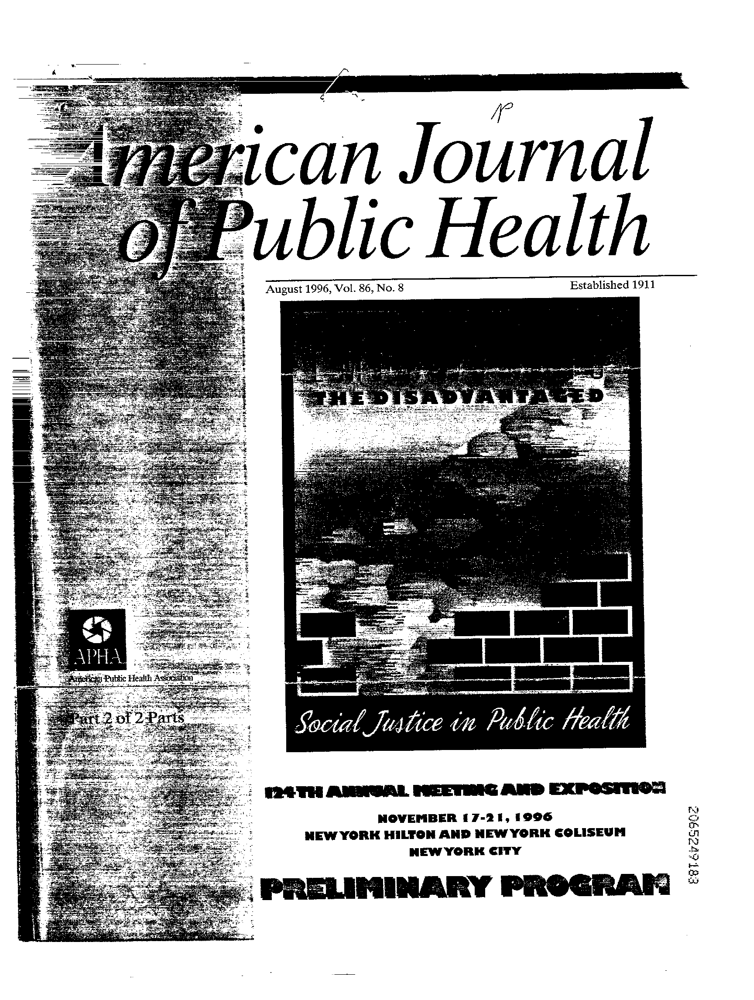 American Journal
of Public Health
August 1996, Vol. 86, No. 8
Established 1911
THE DISADVANTAGED
APHA
American Public Health Association
Part 2 of 2 Parts
Social Justice in Public Health
124TH ANNUAL MEETING AND EXPOSITION
NOVEMBER 17-21, 1996
NEW YORK HILTON AND NEW YORK COLISEUM
NEW YORK CITY
PRELIMINARY PROGRAM
2065249183